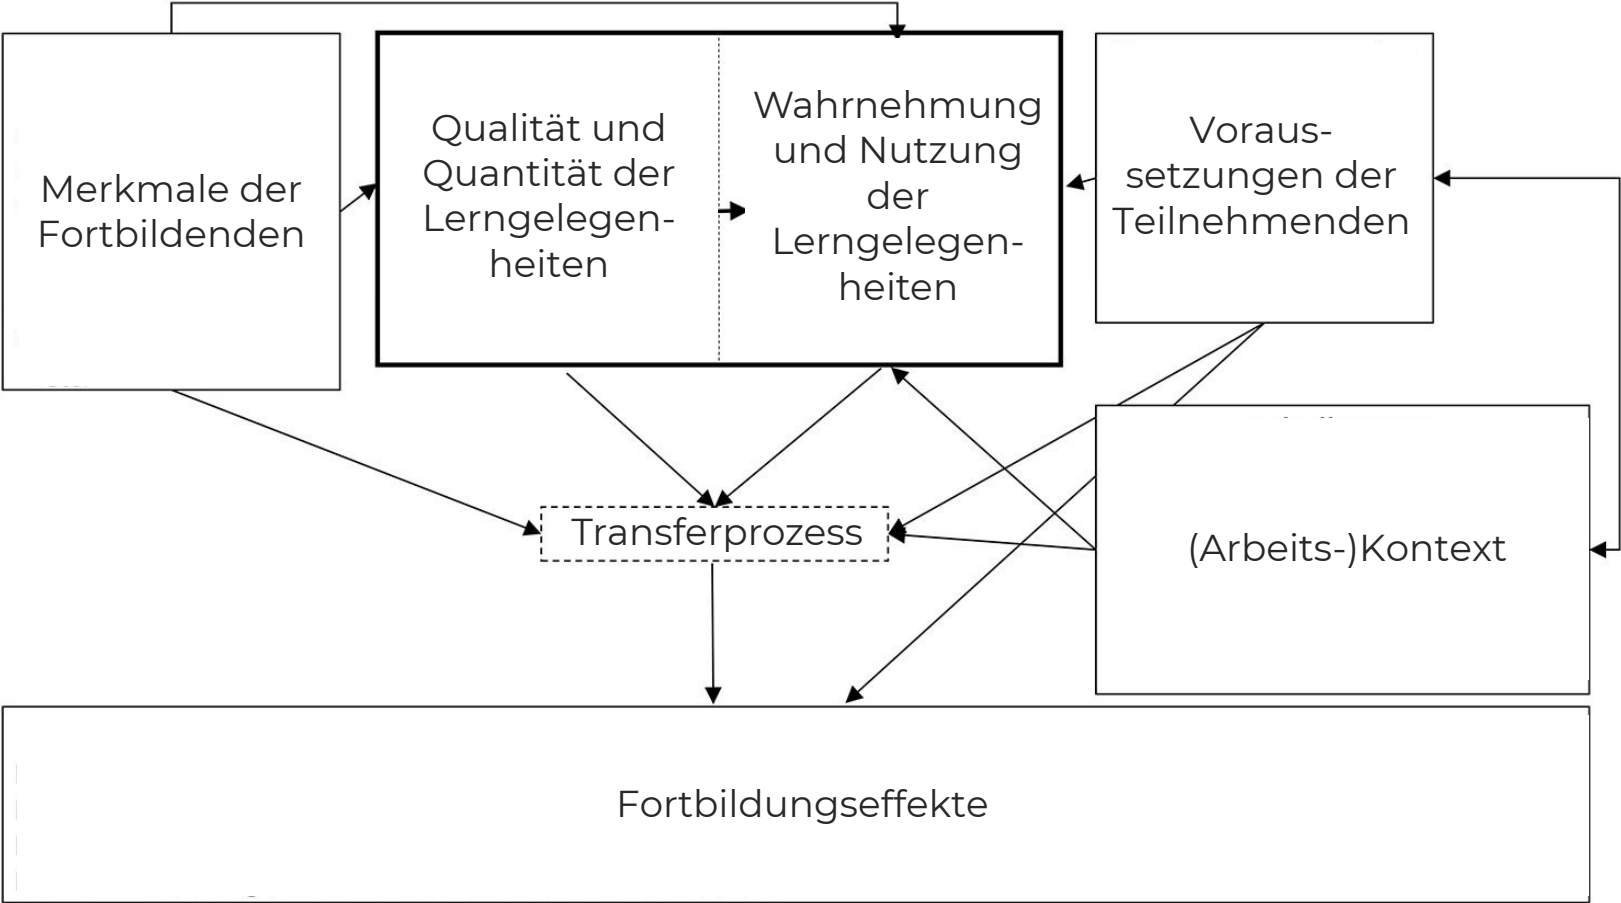 Merkmale der
Fortbildenden
Qualität und
Quantität der
Lerngelegen-
heiten
Wahrnehmung
und Nutzung
der
Lerngelegen-
heiten
Voraus-
setzungen der
Teilnehmenden
Transferprozess
(Arbeits-)Kontext
Fortbildungseffekte